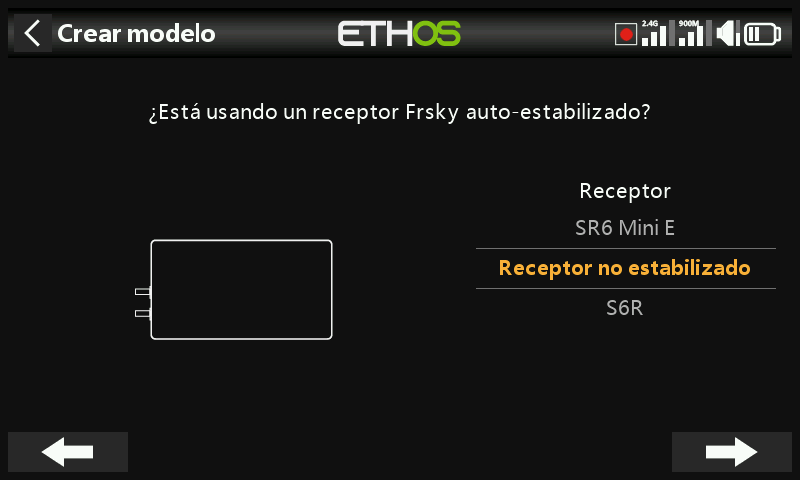 Crear modelo
ETHOS
2.4G
900M
¿Está usando un receptor Frsky auto-estabilizado?
Receptor
SR6 Mini E
Receptor no estabilizado
S6R